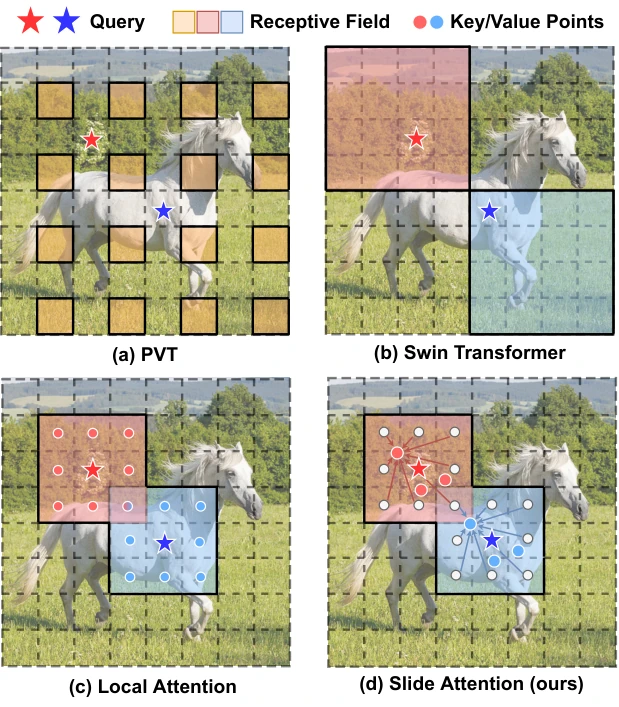 Query Receptive Field Key/Value Points
(a) PVT
(b) Swin Transformer
(c) Local Attention
(d) Slide Attention (ours)